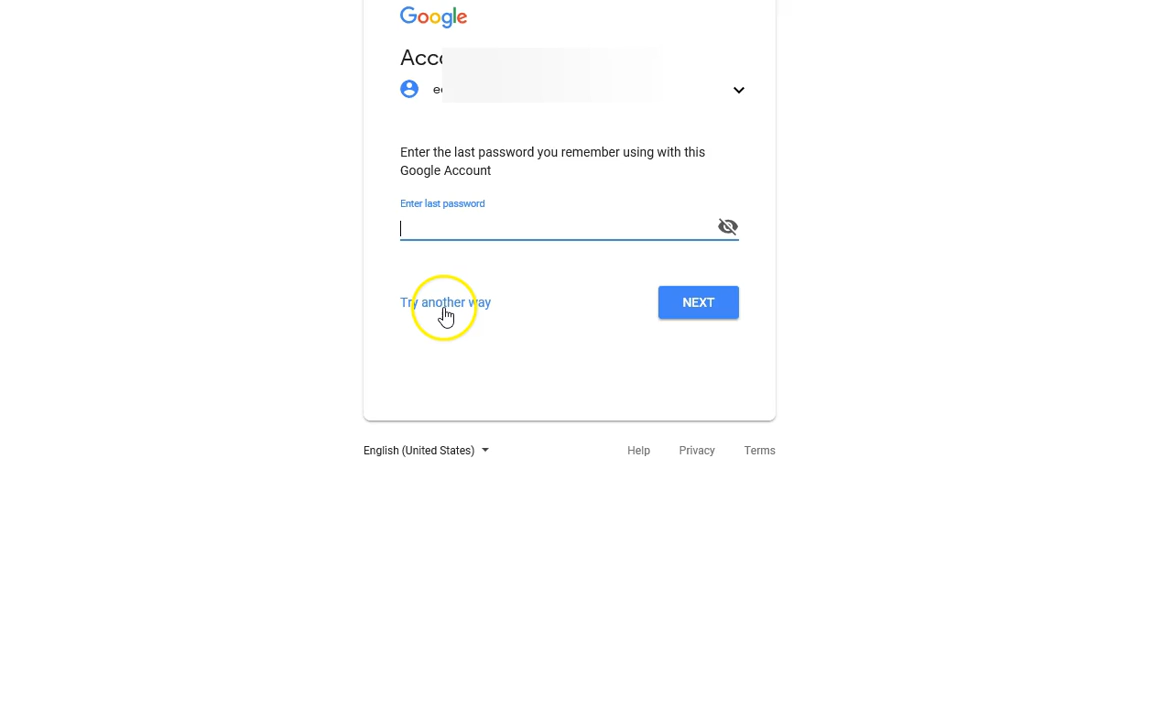 Google
Enter the last password you remember using with this
Google Account
Enter last password
Try another way
NEXT
English (United States)
Help Privacy Terms